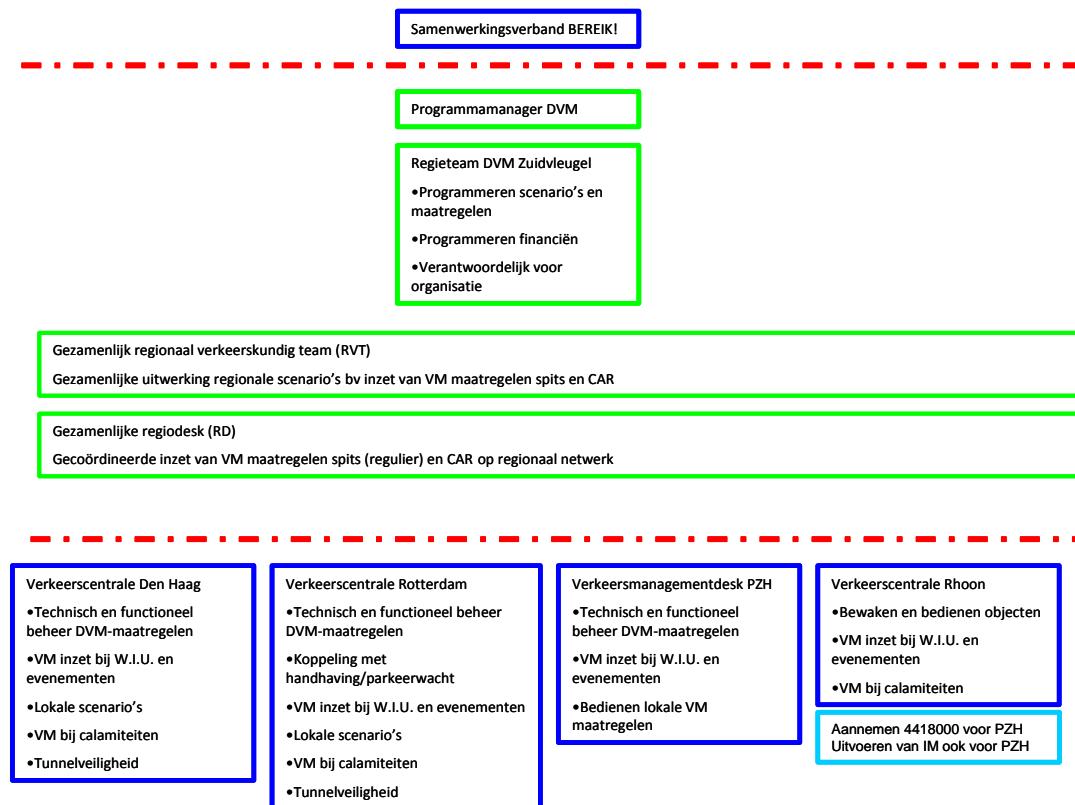 Samenwerkingsverband BEREIK!
Programmamanager DVM
Regieteam DVM Zuidvleugel
•Programmeren scenario's en
maatregelen
•Programmeren financiën
•Verantwoordelijk voor
organisatie
Gezamenlijk regionaal verkeerskundig team (RVT)
Gezamenlijke uitwerking regionale scenario's bv inzet van VM maatregelen spits en CAR
Gezamenlijke regiodesk (RD)
Gecoördineerde inzet van VM maatregelen spits (regulier) en CAR op regionaal netwerk
Verkeerscentrale Den Haag
•Technisch en functioneel
beheer DVM-maatregelen
•VM inzet bij W.I.U. en
evenementen
•Lokale scenario's
•VM bij calamiteiten
•Tunnelveiligheid
Verkeerscentrale Rotterdam
•Technisch en functioneel beheer
DVM-maatregelen
•Koppeling met
handhaving/parkeerwacht
•VM inzet bij W.I.U. en evenementen
•Lokale scenario's
•VM bij calamiteiten
•Tunnelveiligheid
Verkeersmanagementdesk PZH
•Technisch en functioneel
beheer DVM-maatregelen
•VM inzet bij W.I.U. en
evenementen
•Bedienen lokale VM
maatregelen
Verkeerscentrale Rhoon
•Bewaken en bedienen objecten
•VM inzet bij W.I.U. en
evenementen
•VM bij calamiteiten
Aannemen 4418000 voor PZH
Uitvoeren van IM ook voor PZH